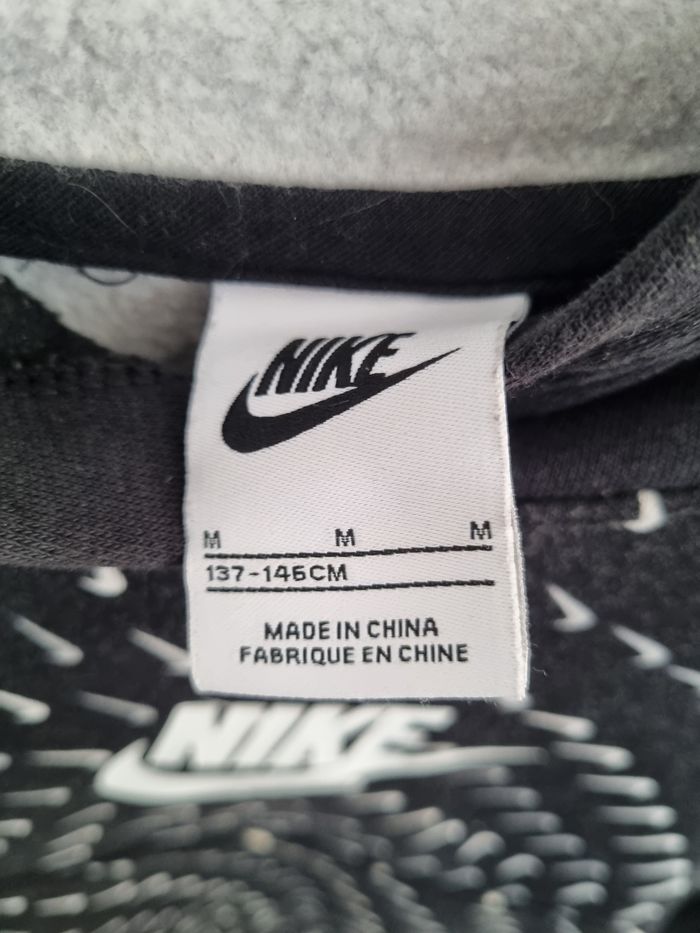 NIKE
M M M
137-146CM
MADE IN CHINA
FABRIQUE EN CHINE
NIKE